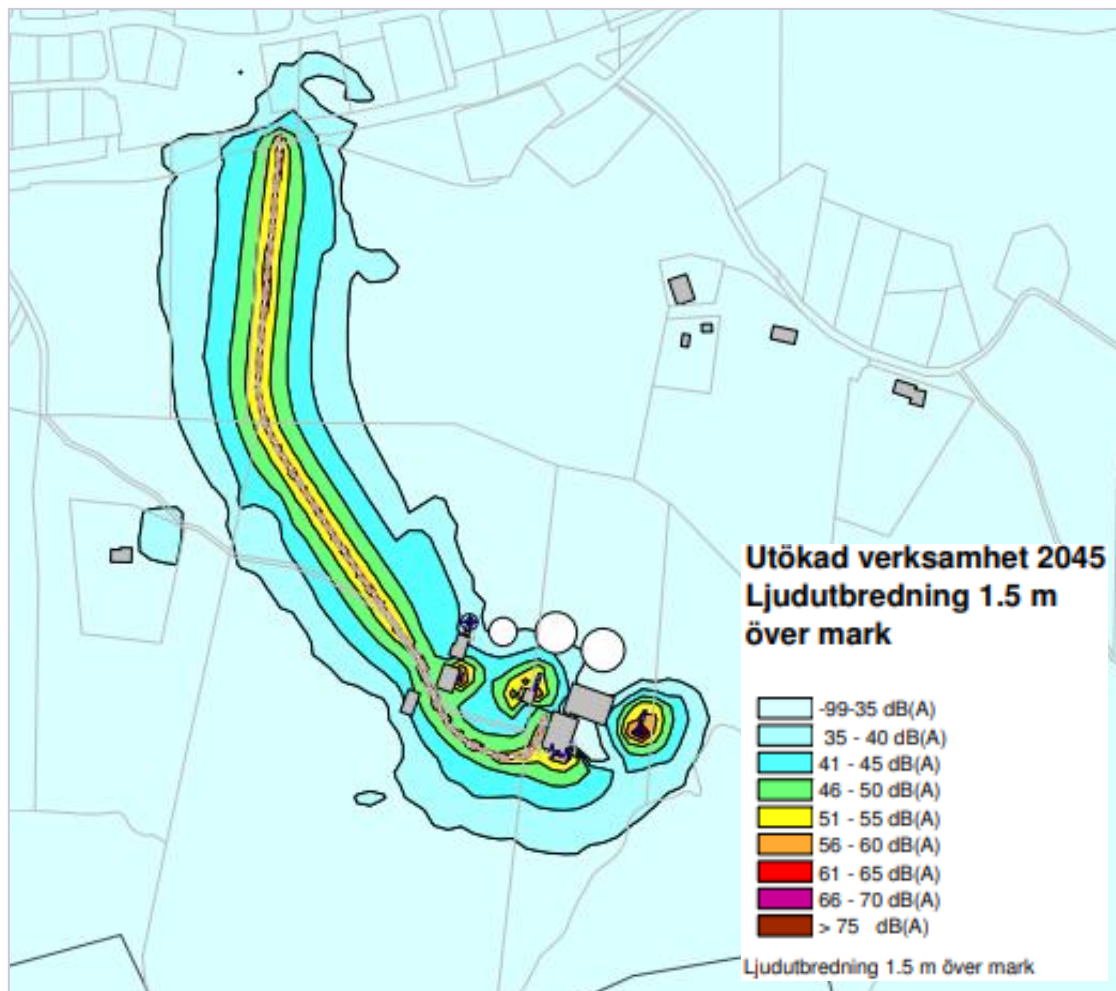 Utökad verksamhet 2045
Ljudutbredning 1.5 m
över mark
-99-35 dB(A)
35 - 40 dB(A)
41 - 45 dB(A)
46 - 50 dB(A)
51 - 55 dB(A)
56 - 60 dB(A)
61 - 65 dB(A)
66 - 70 dB(A)
> 75 dB(A)
Ljudutbredning 1.5 m över mark